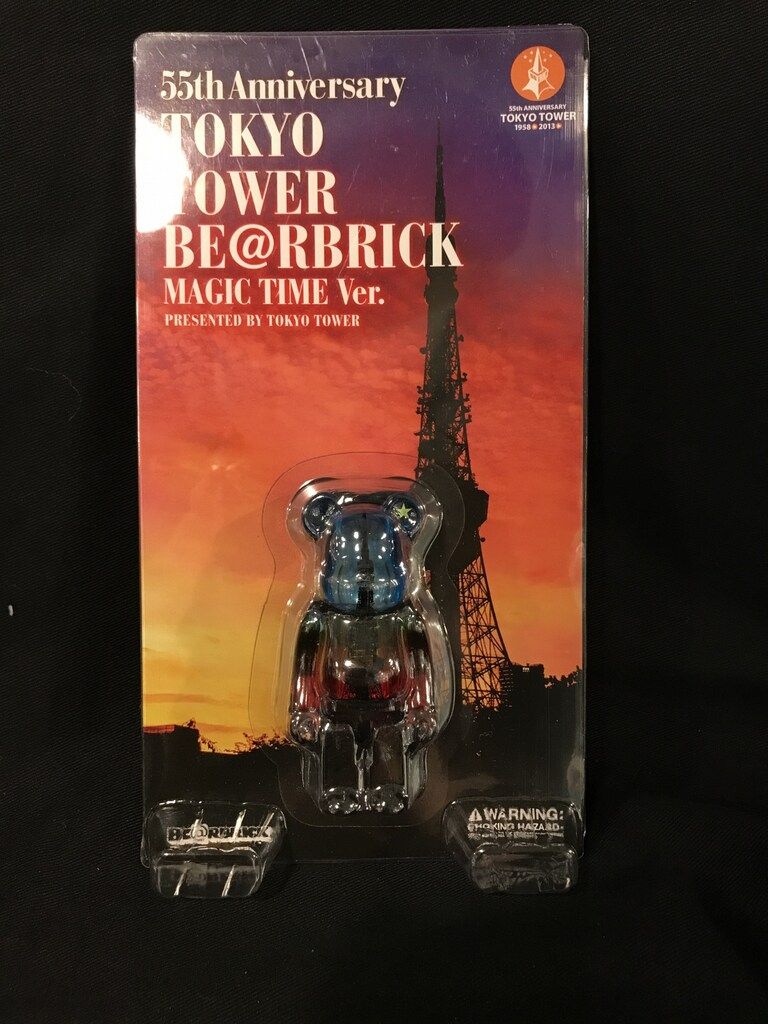 55th Anniversary
TOKYO
TOWER
BE@RBRICK
MAGIC TIME Ver.
PRESENTED BY TOKYO TOWER
55th ANNIVERSARY
TOKYO TOWER
1958 2013
BE@RBRICK
WARNING:
CHOKING HAZARD-